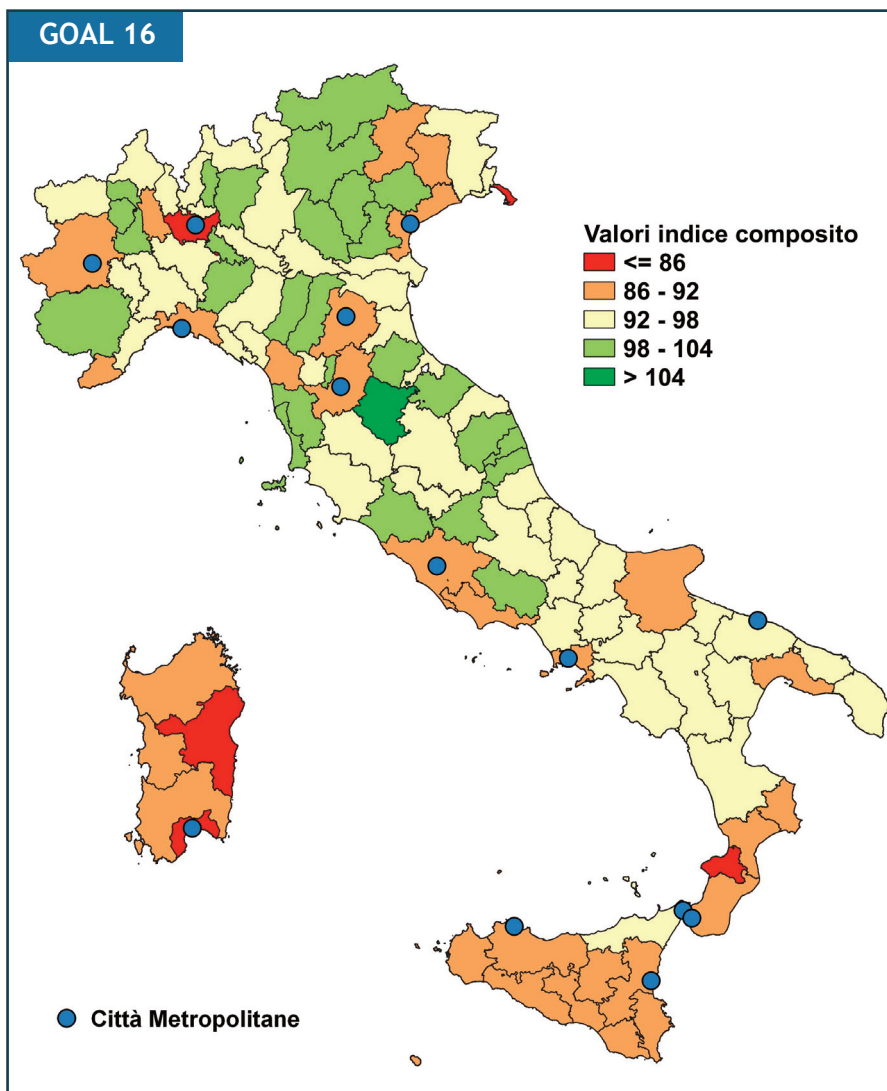 GOAL 16
Valori indice composito
<= 86
86 - 92
92 - 98
98 - 104
> 104
Città Metropolitane